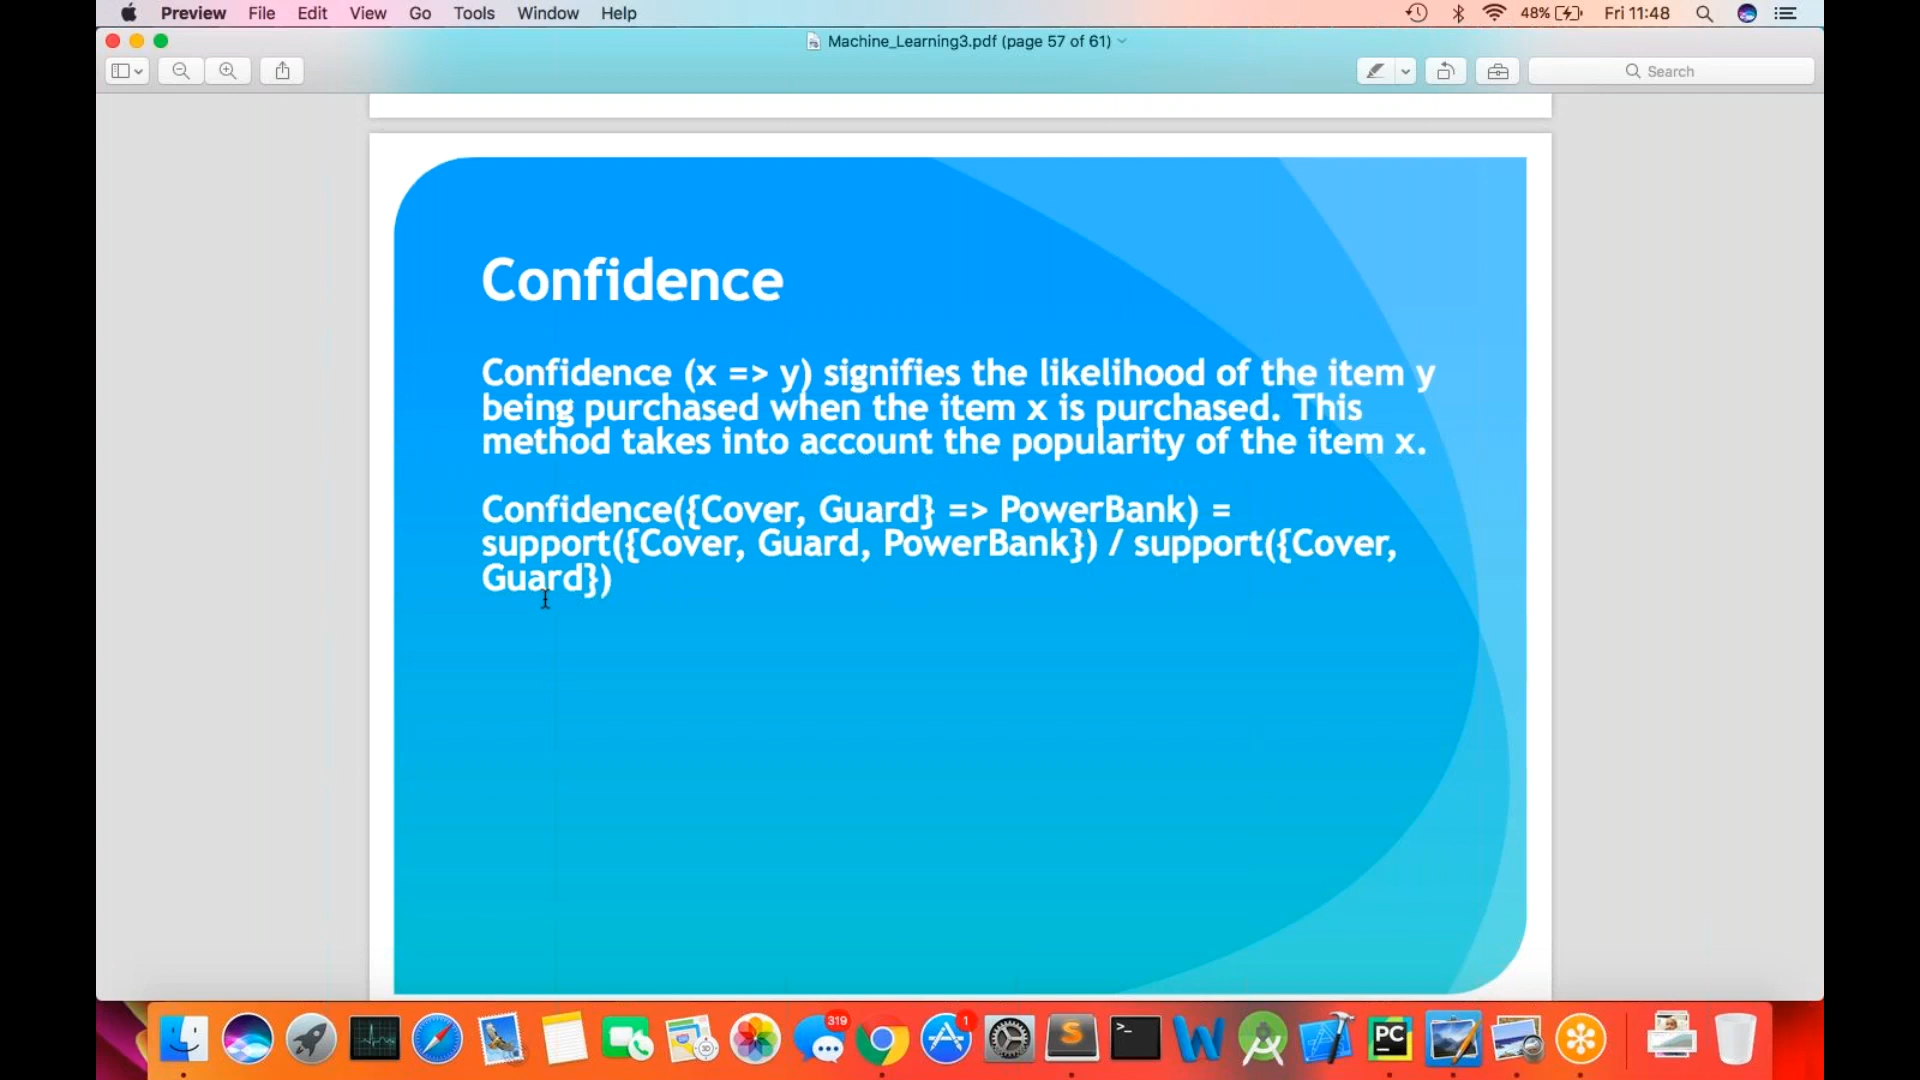 Preview File Edit View Go Tools Window Help 48% Fri 11:48
Machine_Learning3.pdf (page 57 of 61)
Search
Confidence
Confidence (x => y) signifies the likelihood of the item y
being purchased when the item x is purchased. This
method takes into account the popularity of the item x.
Confidence({Cover, Guard} => PowerBank) =
support({Cover, Guard, PowerBank}) / support({Cover,
Guard})
319
1
S
>_
W
PC
3D